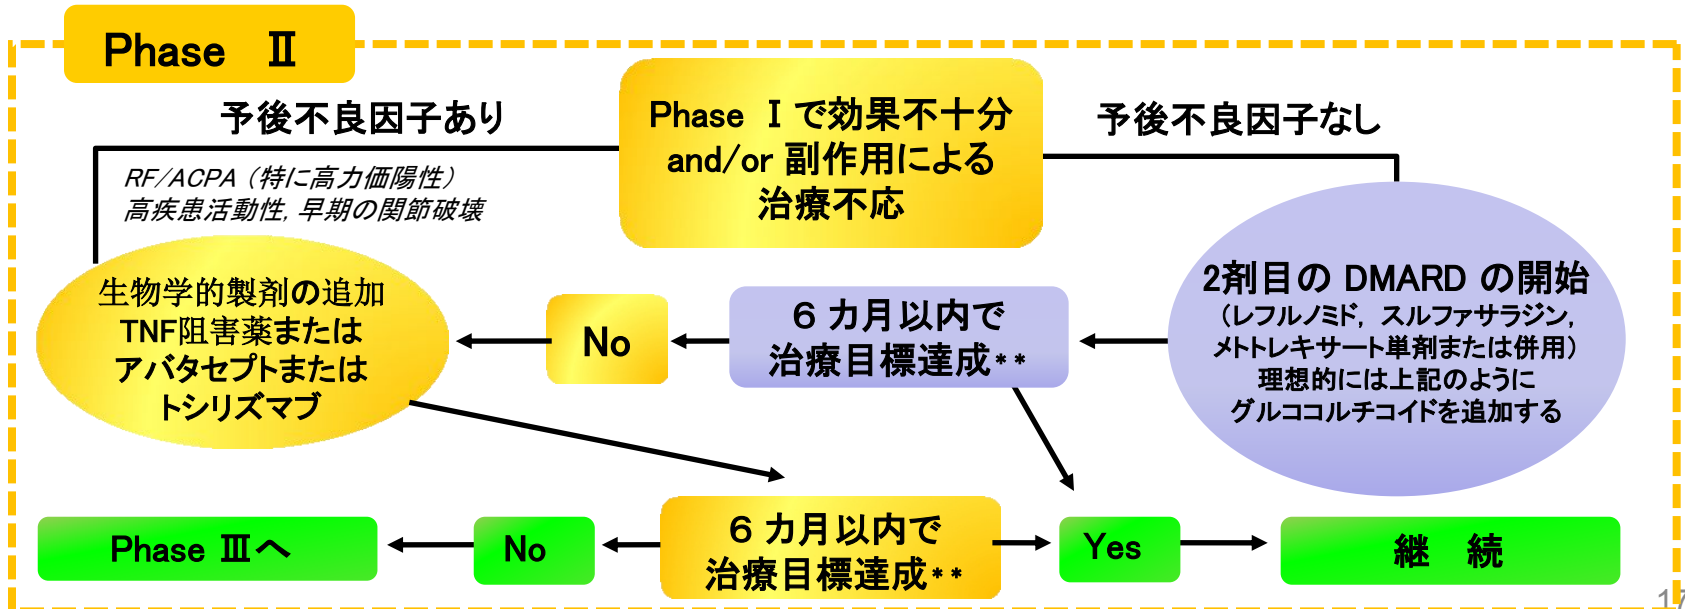 Phase Ⅱ
予後不良因子あり
Phase Ⅰで効果不十分
and/or 副作用による
治療不応
予後不良因子なし
RF/ACPA（特に高力価陽性）
高疾患活動性, 早期の関節破壊
生物学的製剤の追加
TNF阻害薬または
アバタセプトまたは
トシリズマブ
No
6 カ月以内で
治療目標達成**
2剤目の DMARD の開始
（レフルノミド, スルファサラジン,
メトトレキサート単剤または併用）
理想的には上記のように
グルココルチコイドを追加する
Phase Ⅲへ
No
6 カ月以内で
治療目標達成**
Yes
継　続
17